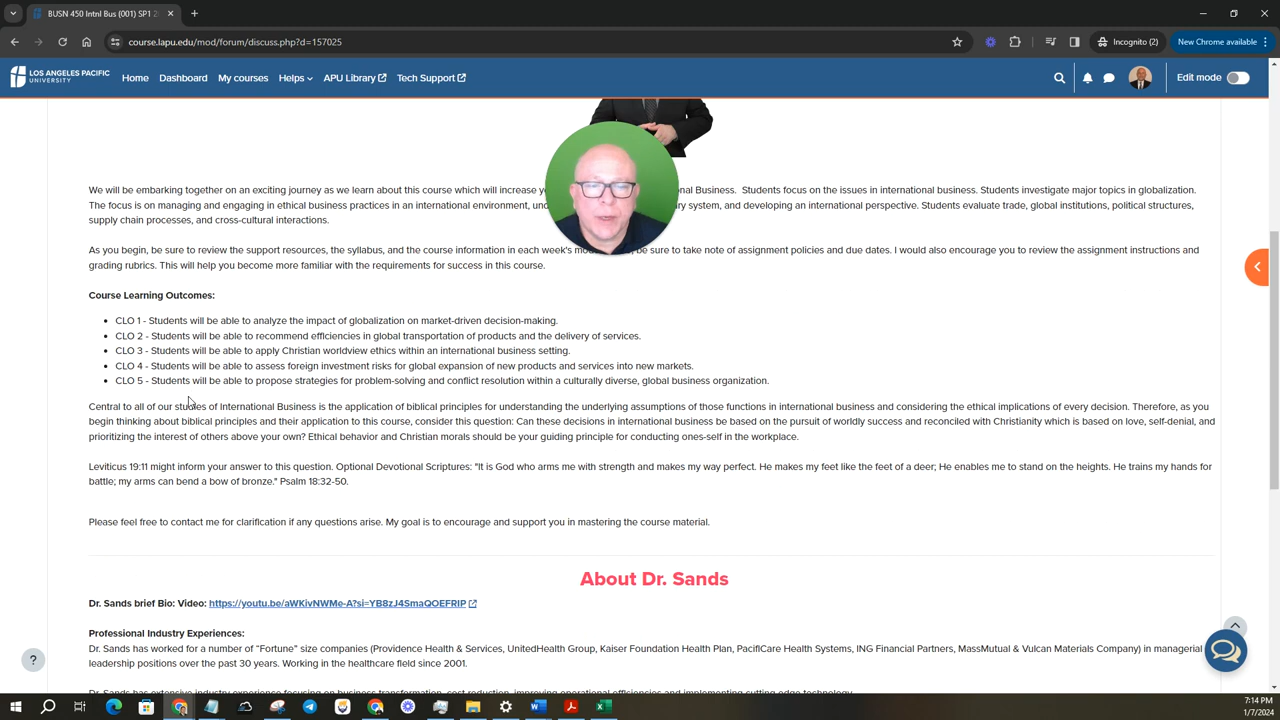 BUSN 450 Intnl Bus (001) SP1 2
course.lapu.edu/mod/forum/discuss.php?d=157025
Incognito (2)
New Chrome available
LOS ANGELES PACIFIC
UNIVERSITY
Home
Dashboard
My courses
Helps
APU Library
Tech Support
Edit mode
We will be embarking together on an exciting journey as we learn about this course which will increase nal Business. Students focus on the issues in international business. Students investigate major topics in globalization.
The focus is on managing and engaging in ethical business practices in an international environment, ry system, and developing an international perspective. Students evaluate trade, global institutions, political structures,
supply chain processes, and cross-cultural interactions.
As you begin, be sure to review the support resources, the syllabus, and the course information in each week's be sure to take note of assignment policies and due dates. I would also encourage you to review the assignment instructions and
grading rubrics. This will help you become more familiar with the requirements for success in this course.
Course Learning Outcomes:
• CLO 1 - Students will be able to analyze the impact of globalization on market-driven decision-making.
• CLO 2 - Students will be able to recommend efficiencies in global transportation of products and the delivery of services.
• CLO 3 - Students will be able to apply Christian worldview ethics within an international business setting.
• CLO 4 - Students will be able to assess foreign investment risks for global expansion of new products and services into new markets.
• CLO 5 - Students will be able to propose strategies for problem-solving and conflict resolution within a culturally diverse, global business organization.
Central to all of our studies of International Business is the application of biblical principles for understanding the underlying assumptions of those functions in international business and considering the ethical implications of every decision. Therefore, as you
begin thinking about biblical principles and their application to this course, consider this question: Can these decisions in international business be based on the pursuit of worldly success and reconciled with Christianity which is based on love, self-denial, and
prioritizing the interest of others above your own? Ethical behavior and Christian morals should be your guiding principle for conducting ones-self in the workplace.
Leviticus 19:11 might inform your answer to this question. Optional Devotional Scriptures: "It is God who arms me with strength and makes my way perfect. He makes my feet like the feet of a deer; He enables me to stand on the heights. He trains my hands for
battle; my arms can bend a bow of bronze." Psalm 18:32-50.
Please feel free to contact me for clarification if any questions arise. My goal is to encourage and support you in mastering the course material.
About Dr. Sands
Dr. Sands brief Bio: Video: https://youtu.be/aWKivNWMe-A?si=YB8zJ4SmaQOEFRIP
Professional Industry Experiences:
Dr. Sands has worked for a number of "Fortune" size companies (Providence Health & Services, UnitedHealth Group, Kaiser Foundation Health Plan, PacifiCare Health Systems, ING Financial Partners, MassMutual & Vulcan Materials Company) in managerial
leadership positions over the past 30 years. Working in the healthcare field since 2001.
Dr. Sands has extensive industry experience focusing on business transformation, cost reduction, improving operational efficiencies and implementing cutting-edge technology.
?
7:14 PM
1/7/2024